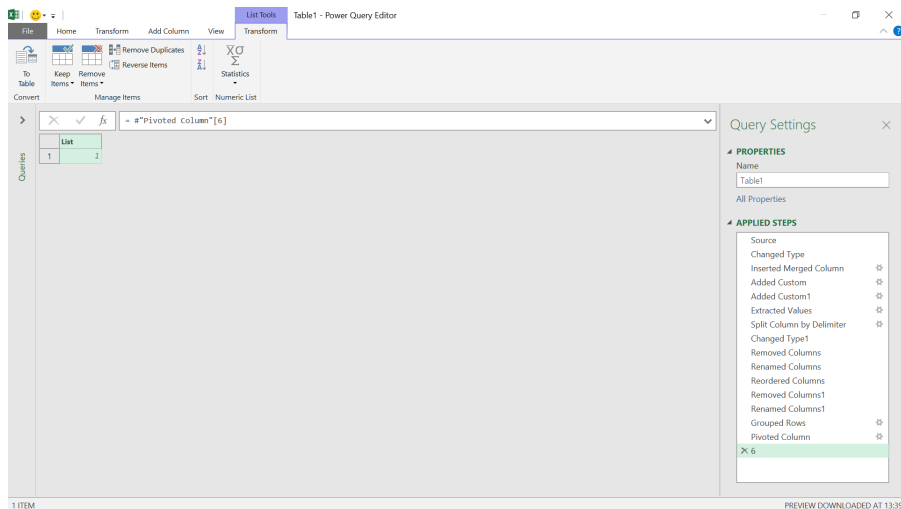 List Tools
Table1 - Power Query Editor
File
Home
Transform
Add Column
View
Transform
To
Table
Keep
Items
Remove
Items
Remove Duplicates
Reverse Items
Statistics
Convert
Manage Items
Sort
Numeric List
fx
= #"Pivoted Column"[6]
List
1
1
Queries
Query Settings
PROPERTIES
Name
Table1
All Properties
APPLIED STEPS
Source
Changed Type
Inserted Merged Column
Added Custom
Added Custom1
Extracted Values
Split Column by Delimiter
Changed Type1
Removed Columns
Renamed Columns
Reordered Columns
Removed Columns1
Renamed Columns1
Grouped Rows
Pivoted Column
6
1 ITEM
PREVIEW DOWNLOADED AT 13:39